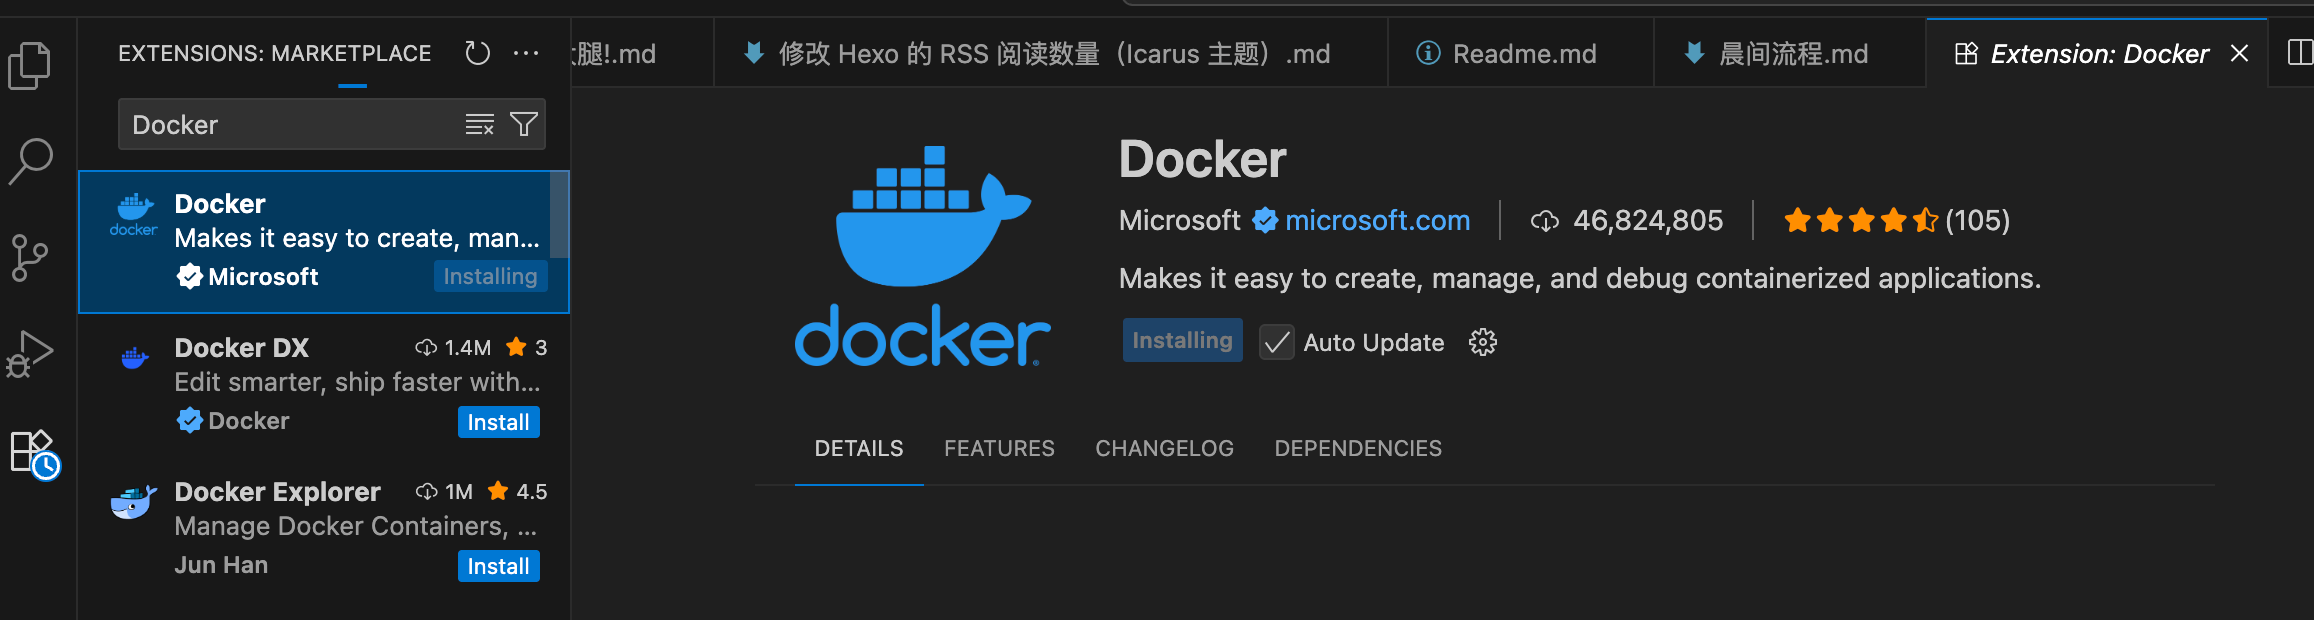 EXTENSIONS: MARKETPLACE
Docker
Docker
Makes it easy to create, man...
Microsoft
Installing
docker
Docker DX
1.4M
3
Edit smarter, ship faster with...
Docker
Install
Docker Explorer
1M
4.5
Manage Docker Containers, ...
Jun Han
Install
腿!.md
修改 Hexo 的 RSS 阅读数量（Icarus 主题）.md
Readme.md
晨间流程.md
Extension: Docker
docker
Docker
Microsoft microsoft.com 46,824,805 (105)
Makes it easy to create, manage, and debug containerized applications.
Installing Auto Update
DETAILS FEATURES CHANGELOG DEPENDENCIES